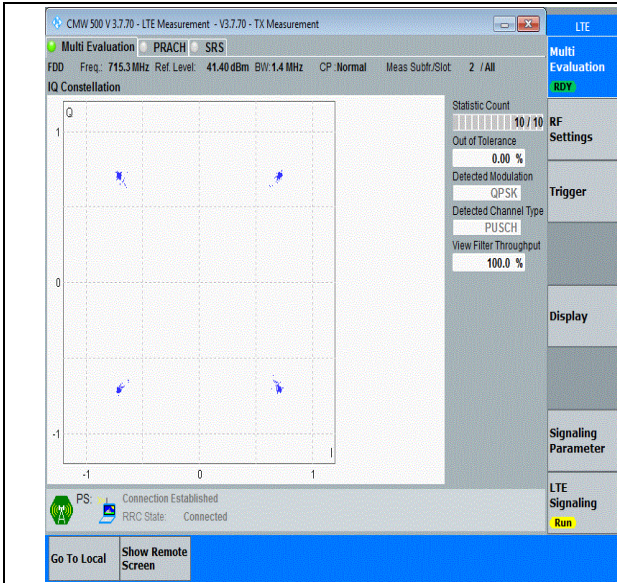 CMW 500 V 3.7.70 - LTE Measurement - V3.7.70 - TX Measurement
LTE
Multi Evaluation PRACH SRS
Multi
Evaluation
RDY
FDD Freq.: 715.3 MHz Ref. Level: 41.40 dBm BW: 1.4 MHz CP :Normal Meas Subfr./Slot: 2 / All
IQ Constellation
Q
1
0
-1
-1 0 1
I
Statistic Count
10 / 10
Out of Tolerance
0.00 %
Detected Modulation
QPSK
Detected Channel Type
PUSCH
View Filter Throughput
100.0 %
RF
Settings
Trigger
Display
Signaling
Parameter
LTE
Signaling
Run
PS: Connection Established
RRC State: Connected
Go To Local
Show Remote
Screen